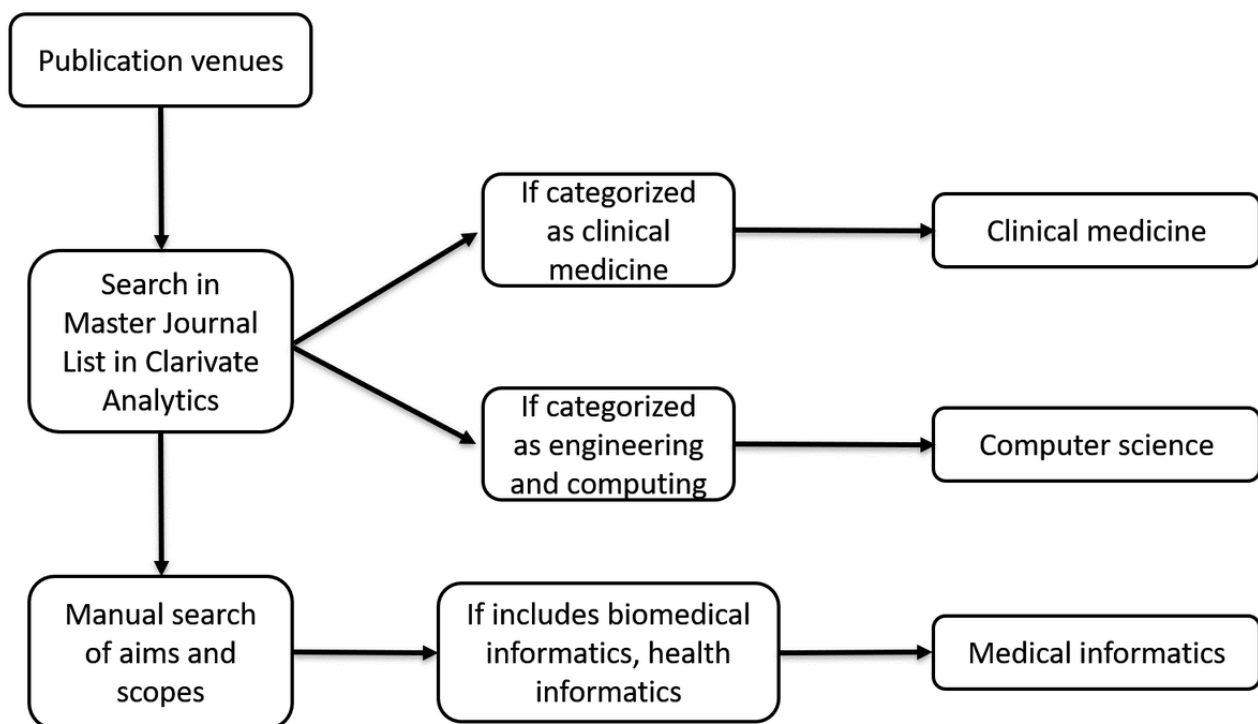 Publication venues
Search in
Master Journal
List in Clarivate
Analytics
If categorized
as clinical
medicine
Clinical medicine
If categorized
as engineering
and computing
Computer science
Manual search
of aims and
scopes
If includes biomedical
informatics, health
informatics
Medical informatics